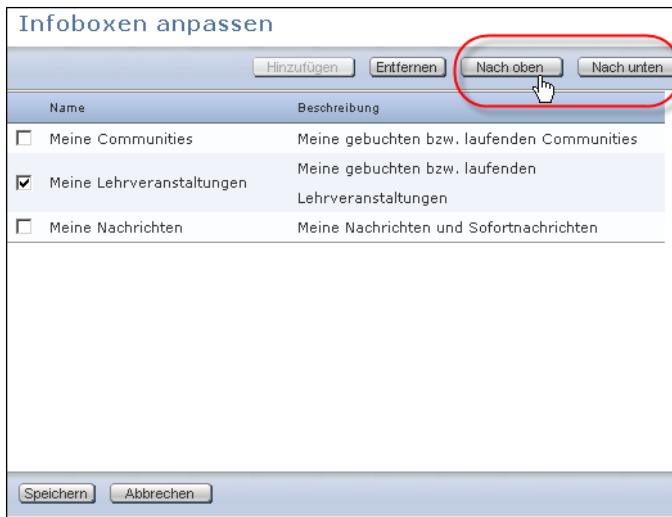 Infoboxen anpassen
Hinzufügen Entfernen Nach oben Nach unten
Name Beschreibung
Meine Communities Meine gebuchten bzw. laufenden Communities
Meine Lehrveranstaltungen Meine gebuchten bzw. laufenden
Lehrveranstaltungen
Meine Nachrichten Meine Nachrichten und Sofortnachrichten
Speichern Abbrechen